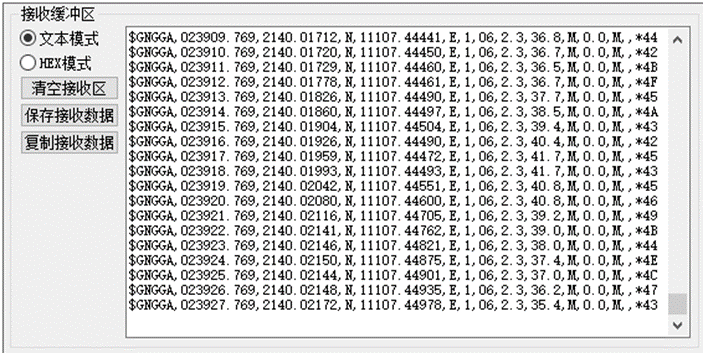 接收缓冲区
文本模式
HEX模式
清空接收区
保存接收数据
复制接收数据
$GNGGA,023909.769,2140.01712,N,11107.44441,E,1,06,2.3,36.8,M,0.0,M,,*44
$GNGGA,023910.769,2140.01720,N,11107.44450,E,1,06,2.3,36.7,M,0.0,M,,*42
$GNGGA,023911.769,2140.01729,N,11107.44460,E,1,06,2.3,36.5,M,0.0,M,,*4B
$GNGGA,023912.769,2140.01778,N,11107.44461,E,1,06,2.3,36.7,M,0.0,M,,*4F
$GNGGA,023913.769,2140.01826,N,11107.44490,E,1,06,2.3,37.7,M,0.0,M,,*45
$GNGGA,023914.769,2140.01860,N,11107.44497,E,1,06,2.3,38.5,M,0.0,M,,*4A
$GNGGA,023915.769,2140.01904,N,11107.44504,E,1,06,2.3,39.4,M,0.0,M,,*43
$GNGGA,023916.769,2140.01926,N,11107.44490,E,1,06,2.3,40.4,M,0.0,M,,*42
$GNGGA,023917.769,2140.01959,N,11107.44472,E,1,06,2.3,41.7,M,0.0,M,,*45
$GNGGA,023918.769,2140.01993,N,11107.44493,E,1,06,2.3,41.7,M,0.0,M,,*43
$GNGGA,023919.769,2140.02042,N,11107.44551,E,1,06,2.3,40.8,M,0.0,M,,*45
$GNGGA,023920.769,2140.02080,N,11107.44600,E,1,06,2.3,40.8,M,0.0,M,,*46
$GNGGA,023921.769,2140.02116,N,11107.44705,E,1,06,2.3,39.2,M,0.0,M,,*49
$GNGGA,023922.769,2140.02141,N,11107.44762,E,1,06,2.3,39.0,M,0.0,M,,*4B
$GNGGA,023923.769,2140.02146,N,11107.44821,E,1,06,2.3,38.0,M,0.0,M,,*44
$GNGGA,023924.769,2140.02150,N,11107.44875,E,1,06,2.3,37.4,M,0.0,M,,*4E
$GNGGA,023925.769,2140.02144,N,11107.44901,E,1,06,2.3,37.0,M,0.0,M,,*4C
$GNGGA,023926.769,2140.02148,N,11107.44935,E,1,06,2.3,36.2,M,0.0,M,,*47
$GNGGA,023927.769,2140.02172,N,11107.44978,E,1,06,2.3,35.4,M,0.0,M,,*43